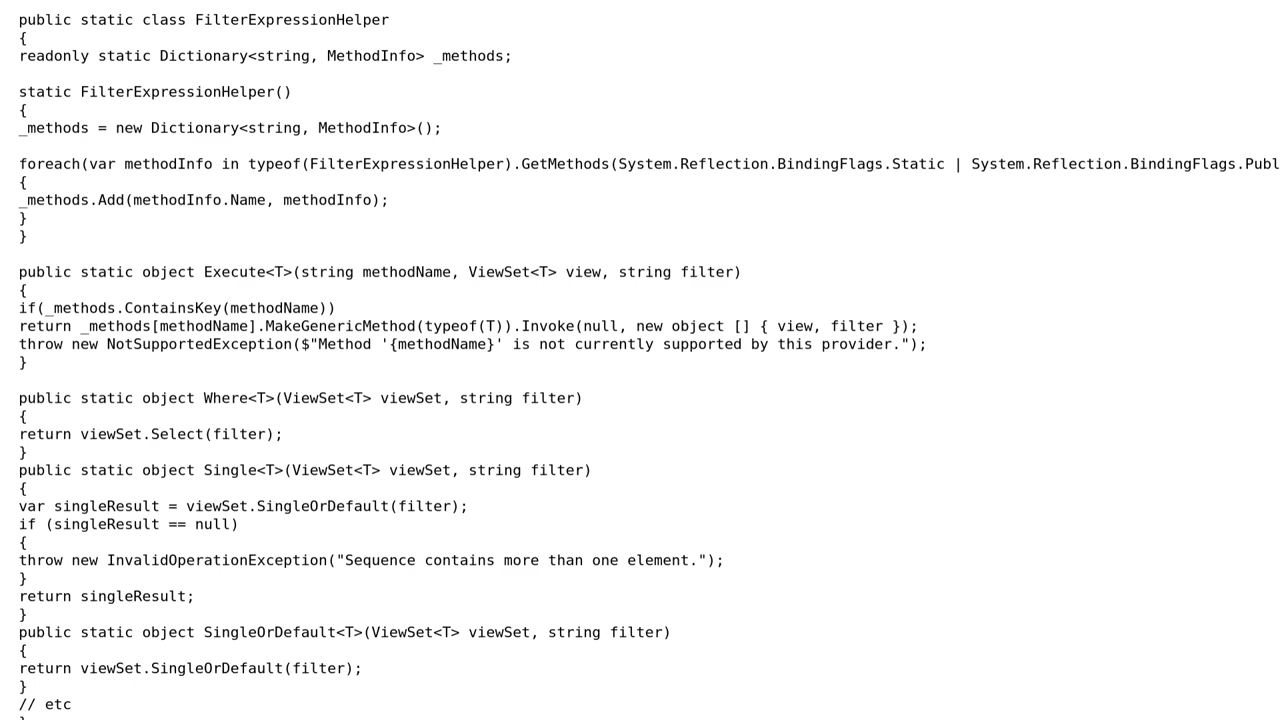 public static class FilterExpressionHelper
{
readonly static Dictionary<string, MethodInfo> _methods;
static FilterExpressionHelper()
{
_methods = new Dictionary<string, MethodInfo>();
foreach(var methodInfo in typeof(FilterExpressionHelper).GetMethods(System.Reflection.BindingFlags.Static | System.Reflection.BindingFlags.Publ
{
_methods.Add(methodInfo.Name, methodInfo);
}
}
public static object Execute<T>(string methodName, ViewSet<T> view, string filter)
{
if(_methods.ContainsKey(methodName))
return _methods[methodName].MakeGenericMethod(typeof(T)).Invoke(null, new object [] { view, filter });
throw new NotSupportedException($"Method '{methodName}' is not currently supported by this provider.");
}
public static object Where<T>(ViewSet<T> viewSet, string filter)
{
return viewSet.Select(filter);
}
public static object Single<T>(ViewSet<T> viewSet, string filter)
{
var singleResult = viewSet.SingleOrDefault(filter);
if (singleResult == null)
{
throw new InvalidOperationException("Sequence contains more than one element.");
}
return singleResult;
}
public static object SingleOrDefault<T>(ViewSet<T> viewSet, string filter)
{
return viewSet.SingleOrDefault(filter);
}
// etc
}